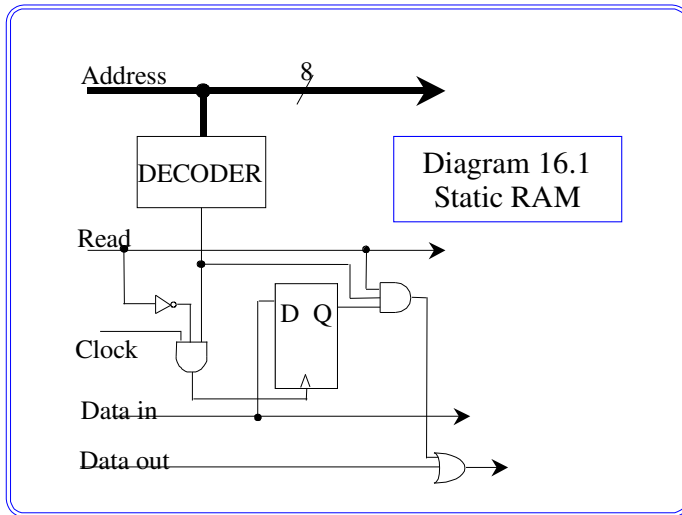 8
Address
DECODER
Diagram 16.1
Static RAM
Read
D Q
Clock
Data in
Data out